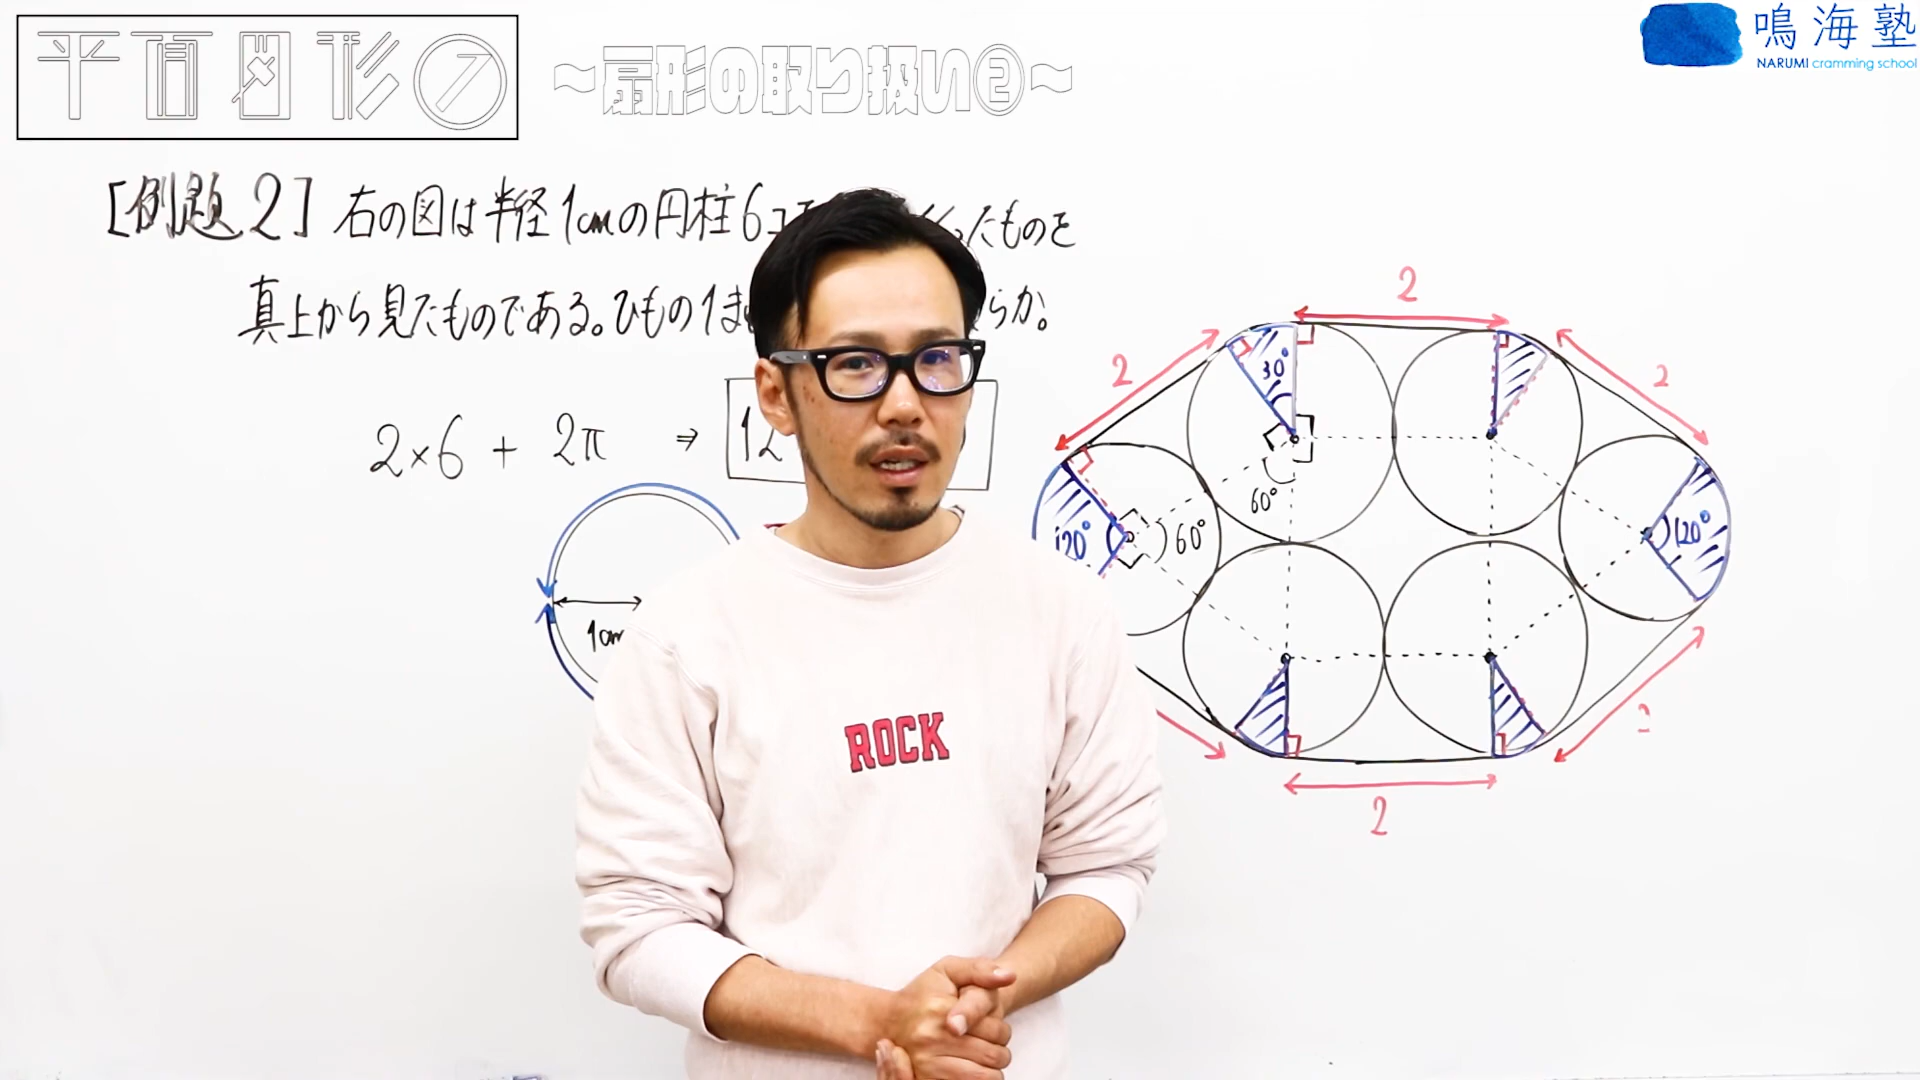 平面図形⑦
~扇形の取り扱い②~
鳴海塾
NARUMI cramming school
[例題2] 右の図は半径1cmの円柱6コ ったものを
真上から見たものである。ひもの1ま らか。
2×6 + 2π ⇒ 12
1cm
2
2
2
30°
60°
60°
120°
120°
2
2
ROCK